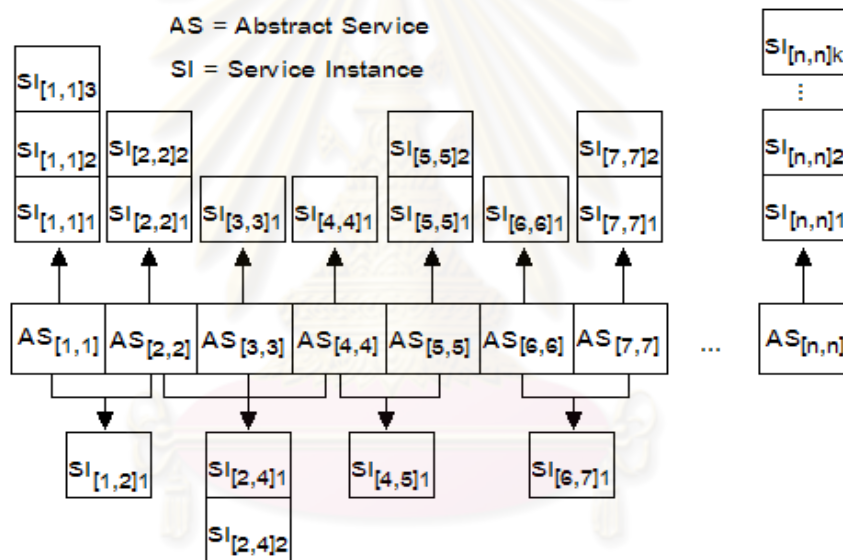 AS = Abstract Service
SI = Service Instance
SI[1,1]3
SI[1,1]2
SI[1,1]1
SI[2,2]2
SI[2,2]1
SI[3,3]1
SI[4,4]1
SI[5,5]2
SI[5,5]1
SI[6,6]1
SI[7,7]2
SI[7,7]1
SI[n,n]k
⋮
SI[n,n]2
SI[n,n]1
AS[1,1] AS[2,2] AS[3,3] AS[4,4] AS[5,5] AS[6,6] AS[7,7] ... AS[n,n]
SI[1,2]1
SI[2,4]1
SI[2,4]2
SI[4,5]1
SI[6,7]1